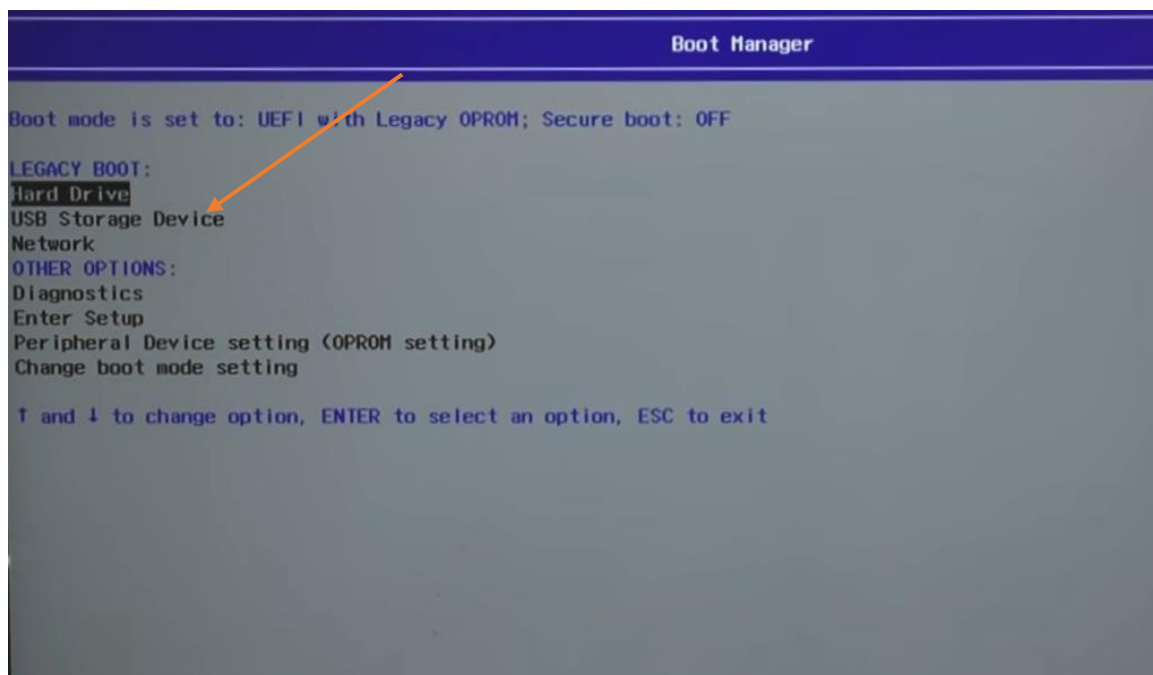 Boot Manager
Boot mode is set to: UEFI with Legacy OPROM; Secure boot: OFF
LEGACY BOOT:
Hard Drive
USB Storage Device
Network
OTHER OPTIONS:
Diagnostics
Enter Setup
Peripheral Device setting (OPROM setting)
Change boot mode setting
↑ and ↓ to change option, ENTER to select an option, ESC to exit